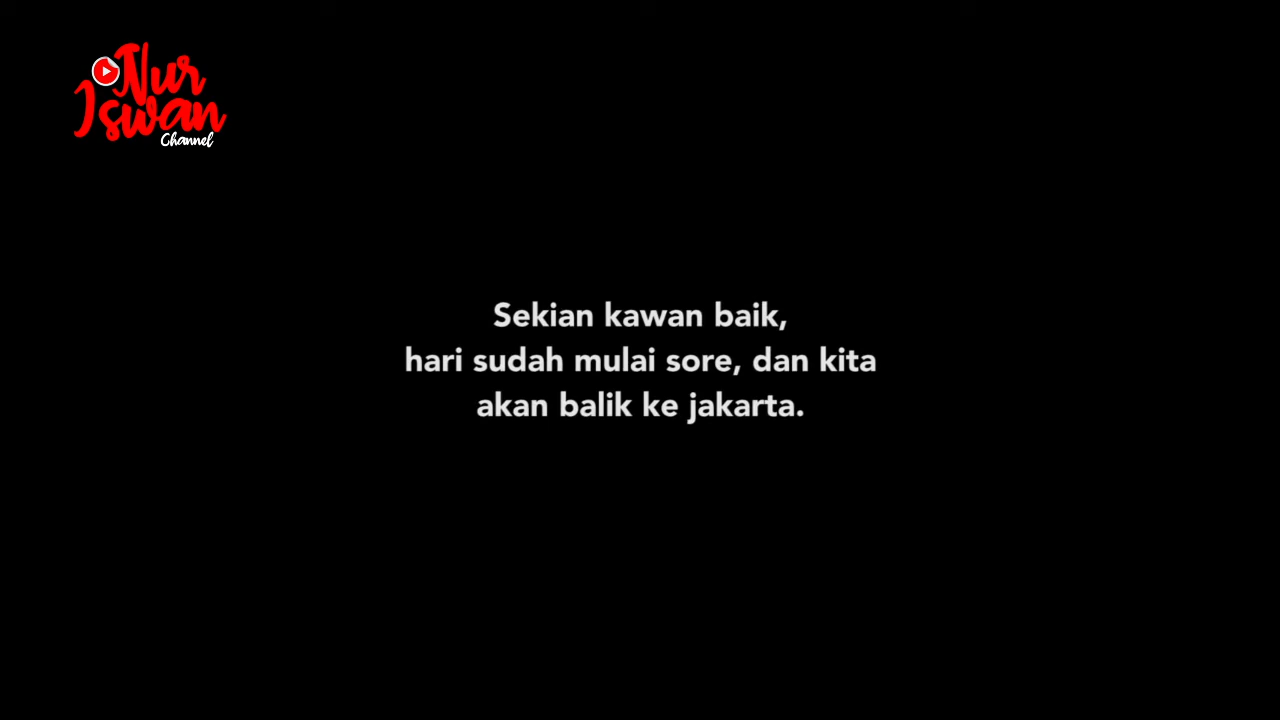 Nur
Iswan
Channel
Sekian kawan baik,
hari sudah mulai sore, dan kita
akan balik ke jakarta.